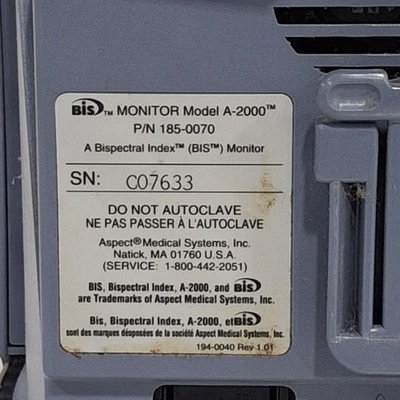 BIS™ MONITOR Model A-2000™
P/N 185-0070
A Bispectral Index™ (BIS™) Monitor
SN: C07633
DO NOT AUTOCLAVE
NE PAS PASSER À L'AUTOCLAVE
Aspect® Medical Systems, Inc.
Natick, MA 01760 U.S.A.
(SERVICE: 1-800-442-2051)
BIS, Bispectral Index, A-2000, and BIS
are Trademarks of Aspect Medical Systems, Inc.
Bis, Bispectral Index, A-2000, et BIS
sont des marques désposées de la société Aspect Medical Systems, Inc.
194-0040 Rev 1.01